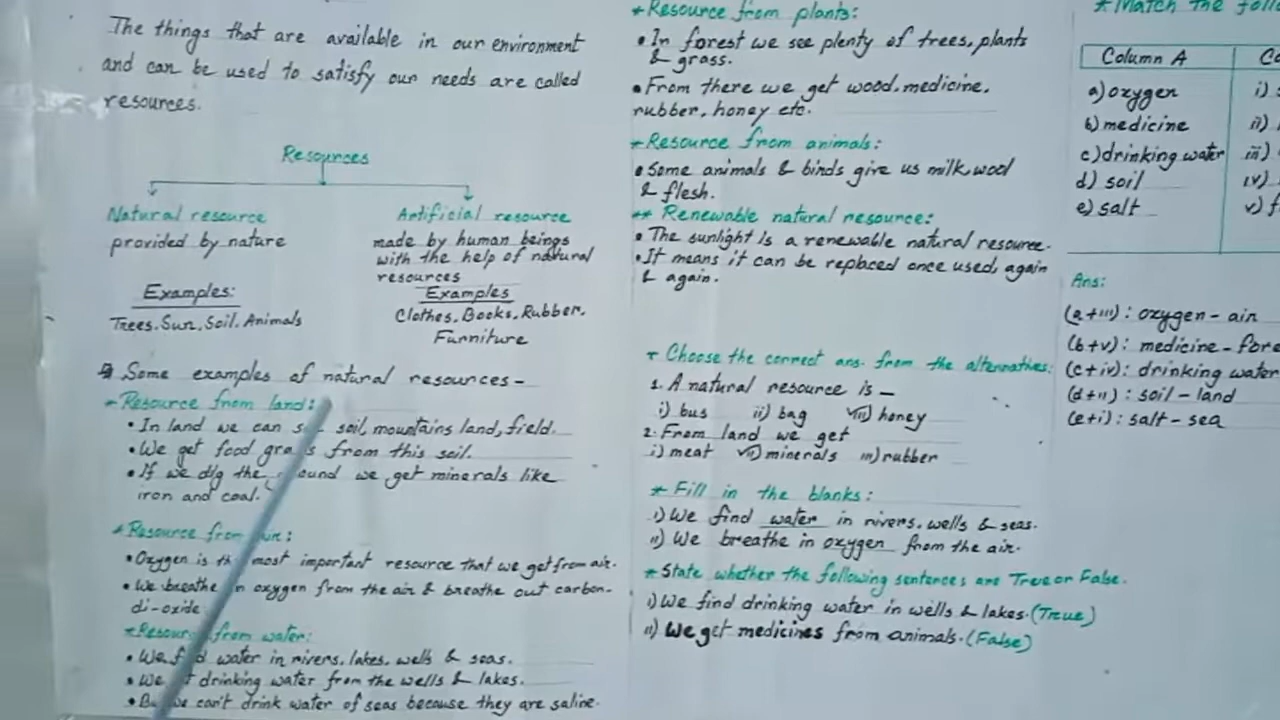 The things that are available in our environment
and can be used to satisfy our needs are called
resources.
Resources
Natural resource
provided by nature
Examples:
Trees, Sun, Soil, Animals
Artificial resource
made by human beings
with the help of natural
resources
Examples
Clothes, Books, Rubber,
Furniture
Some examples of natural resources-
* Resource from land:
• In land we can soil, mountains land, field.
• We get food from this soil.
• If we dig the we get minerals like
iron and coal.
* Resource from air:
• Oxygen is the most important resource that we get from air.
• We breathe in oxygen from the air & breathe out carbon-
di-oxide
* Resource from water:
• We water in rivers, lakes, wells & seas.
• We drinking water from the wells & lakes.
• But we can't drink water of seas because they are saline.
* Resource from plants:
• In forest we see plenty of trees, plants
& grass.
• From there we get wood, medicine,
rubber, honey etc.
* Resource from animals:
• Some animals & binds give us milk, wool
& flesh.
** Renewable natural resource:
• The sunlight is a renewable natural resource.
• It means it can be replaced once used, again
& again.
* Choose the correct ans. from the alternatives:
1. A natural resource is —
i) bus ii) bag ✓iii) honey
2. From land we get
i) meat ✓ii) minerals iii) rubber
* Fill in the blanks:
i) We find water in rivers, wells & seas.
ii) We breathe in oxygen from the air.
* State whether the following sentences are True or False.
i) We find drinking water in wells & lakes. (True)
ii) We get medicines from animals. (False)
* Match the
Column A
a) oxygen i)
b) medicine ii)
c) drinking water iii)
d) soil iv)
e) salt v)
Ans:
(a+iii) : oxygen - air
(b+v) : medicine -
(c+iv) : drinking water
(d+ii) : soil - land
(e+i) : salt - sea